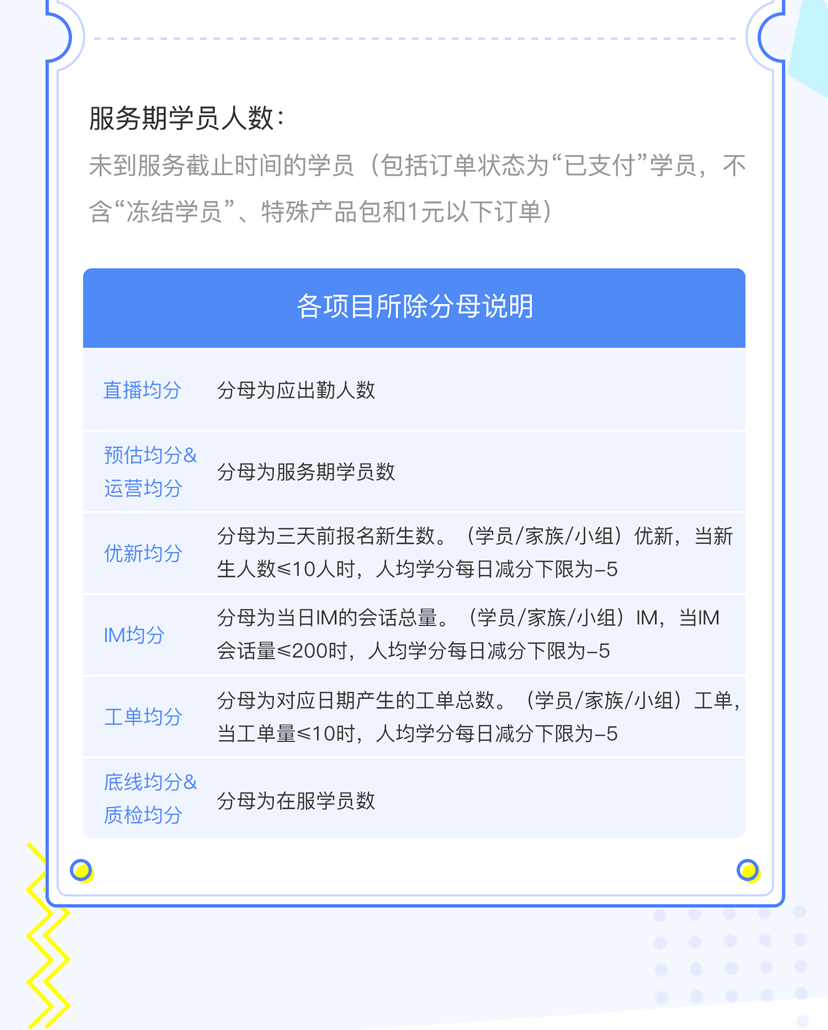 服务期学员人数：
未到服务截止时间的学员（包括订单状态为“已支付”学员，不
含“冻结学员”、特殊产品包和1元以下订单）
各项目所除分母说明
直播均分
分母为应出勤人数
预估均分&
运营均分
分母为服务期学员数
优新均分
分母为三天前报名新生数。（学员/家族/小组）优新，当新
生人数≤10人时，人均学分每日减分下限为-5
IM均分
分母为当日IM的会话总量。（学员/家族/小组）IM，当IM
会话量≤200时，人均学分每日减分下限为-5
工单均分
分母为对应日期产生的工单总数。（学员/家族/小组）工单，
当工单量≤10时，人均学分每日减分下限为-5
底线均分&
质检均分
分母为在服学员数